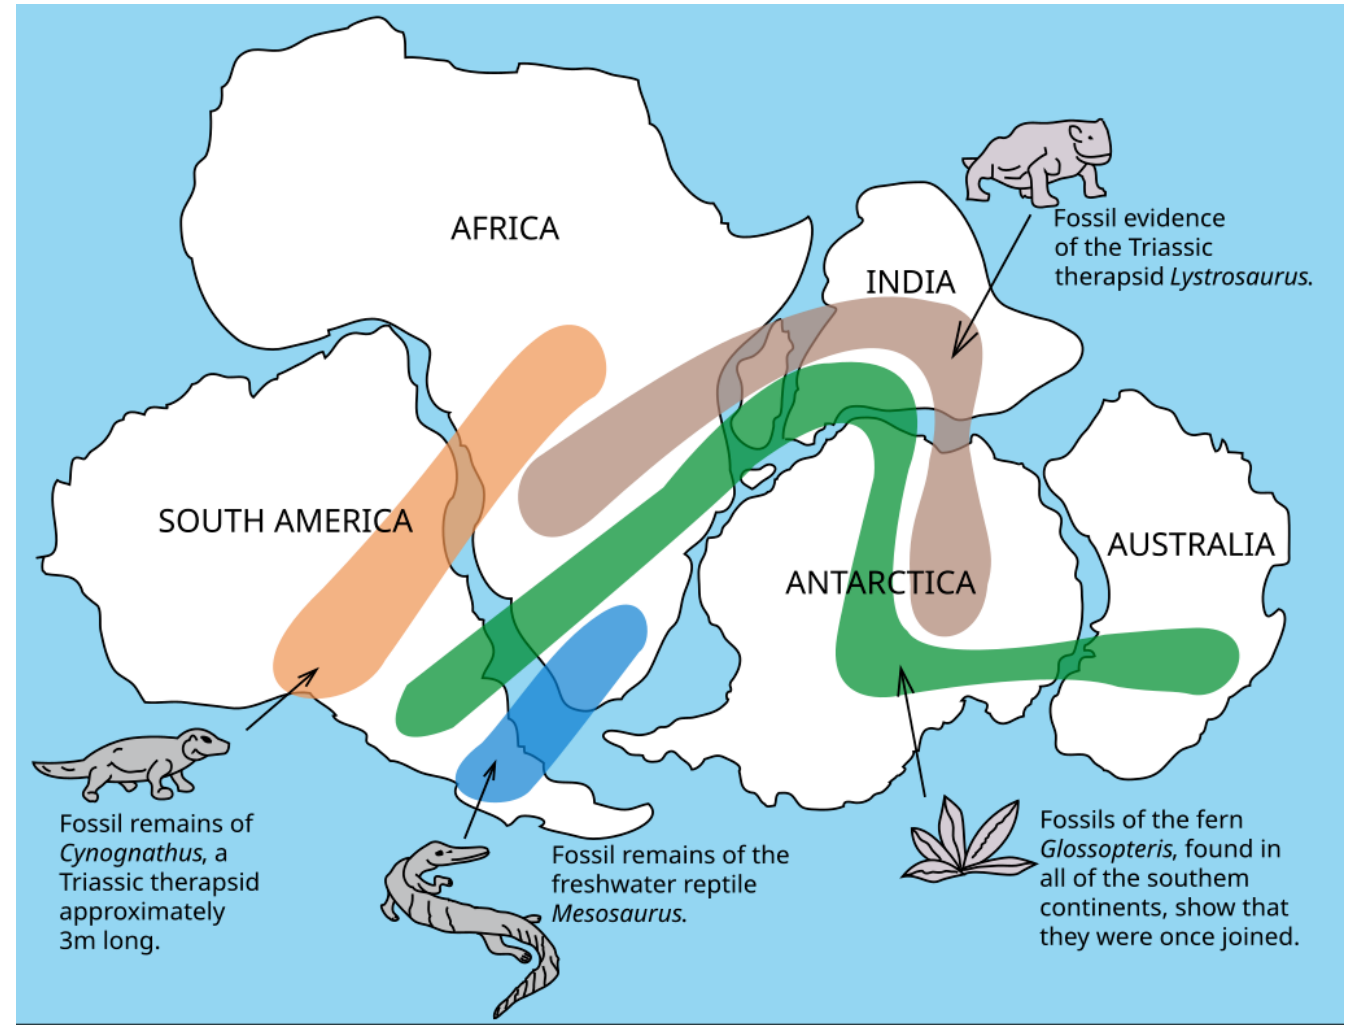 AFRICA
INDIA
Fossil evidence
of the Triassic
therapsid Lystrosaurus.
SOUTH AMERICA
AUSTRALIA
ANTARCTICA
Fossil remains of
Cynognathus, a
Triassic therapsid
approximately
3m long.
Fossil remains of the
freshwater reptile
Mesosaurus.
Fossils of the fern
Glossopteris, found in
all of the southem
continents, show that
they were once joined.